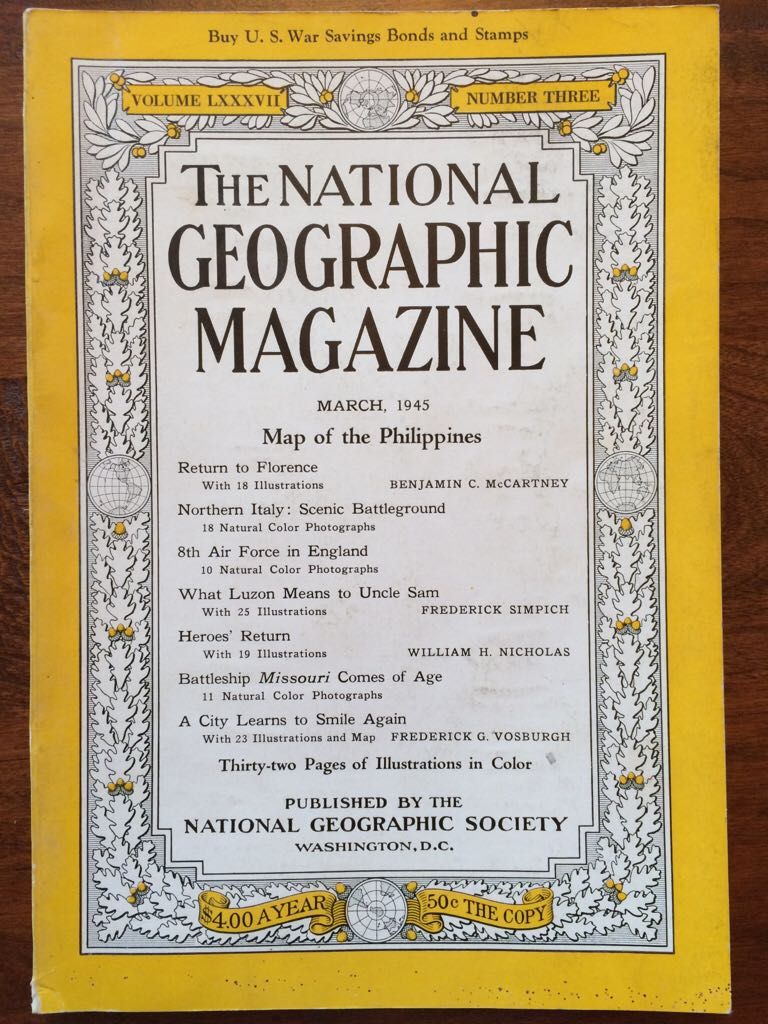 Buy U. S. War Savings Bonds and Stamps
VOLUME LXXXVII
NUMBER THREE
THE NATIONAL
GEOGRAPHIC
MAGAZINE
MARCH, 1945
Map of the Philippines
Return to Florence
With 18 Illustrations BENJAMIN C. McCARTNEY
Northern Italy: Scenic Battleground
18 Natural Color Photographs
8th Air Force in England
10 Natural Color Photographs
What Luzon Means to Uncle Sam
With 25 Illustrations FREDERICK SIMPICH
Heroes' Return
With 19 Illustrations WILLIAM H. NICHOLAS
Battleship Missouri Comes of Age
11 Natural Color Photographs
A City Learns to Smile Again
With 23 Illustrations and Map FREDERICK G. VOSBURGH
Thirty-two Pages of Illustrations in Color
PUBLISHED BY THE
NATIONAL GEOGRAPHIC SOCIETY
WASHINGTON, D.C.
$4.00 A YEAR
50c THE COPY